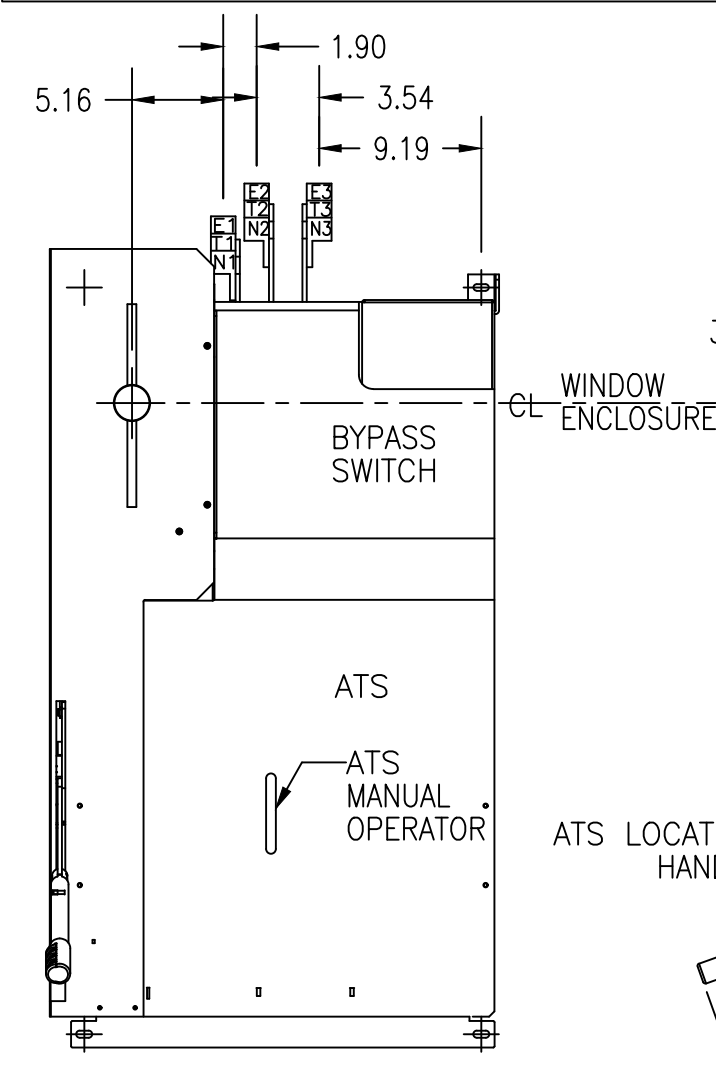 1.90
5.16
3.54
9.19
E2
T2
N2
E3
T3
N3
E1
T1
N1
CL
WINDOW
ENCLOSURE
BYPASS
SWITCH
ATS
ATS
MANUAL
OPERATOR
ATS